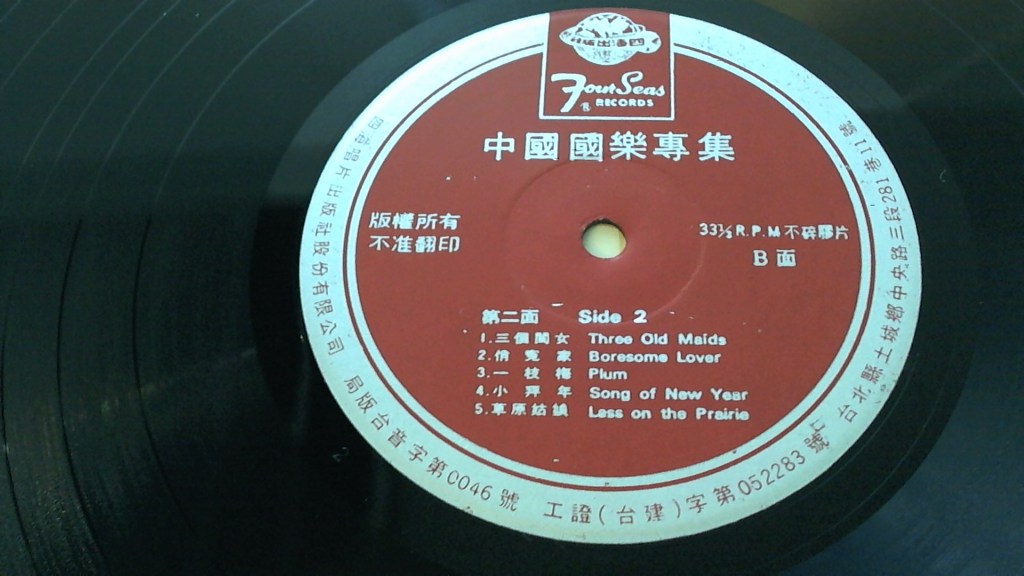 Four Seas
RECORDS
中國國樂專集
版權所有
不准翻印
33⅓ R.P.M 不碎膠片
B 面
第二面 Side 2
1.三個閨女 Three Old Maids
2.俏冤家 Boresome Lover
3.一枝梅 Plum
4.小拜年 Song of New Year
5.草原姑娘 Lass on the Prairie
四海唱片出版社股份有限公司
局版台音字第0046號
工證(台建)字第052283號
台北縣土城鄉中央路三段281巷11號